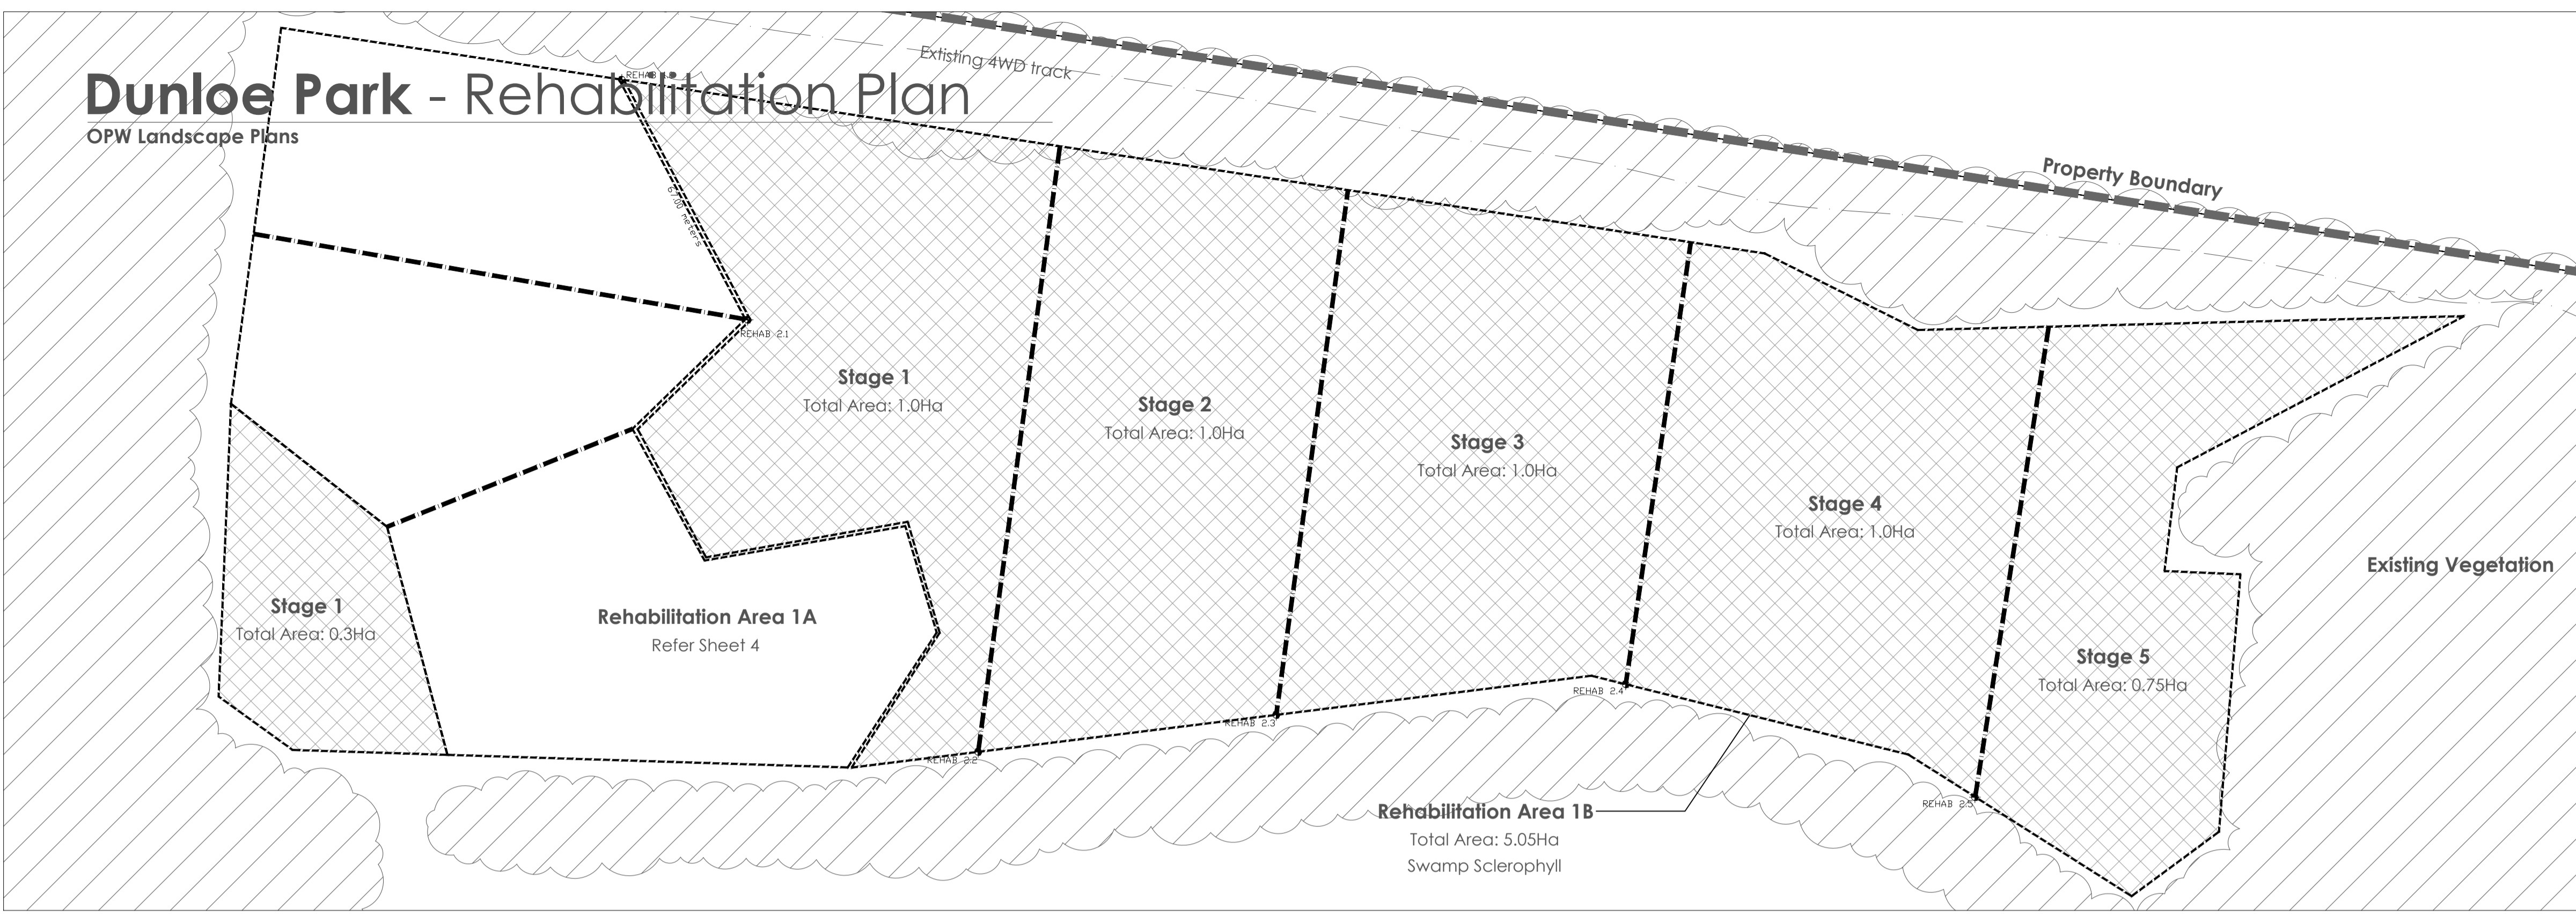 Dunloe Park - Rehabilitation Plan
OPW Landscape Plans
Extisting 4WD track
Property Boundary
67.00 meters
REHAB 2.1
Stage 1
Total Area: 1.0Ha
Stage 2
Total Area: 1.0Ha
Stage 3
Total Area: 1.0Ha
Stage 4
Total Area: 1.0Ha
Existing Vegetation
Stage 1
Total Area: 0.3Ha
Rehabilitation Area 1A
Refer Sheet 4
Stage 5
Total Area: 0.75Ha
REHAB 2.4
REHAB 2.3
REHAB 2.2
REHAB 2.5
Rehabilitation Area 1B
Total Area: 5.05Ha
Swamp Sclerophyll
REHAB